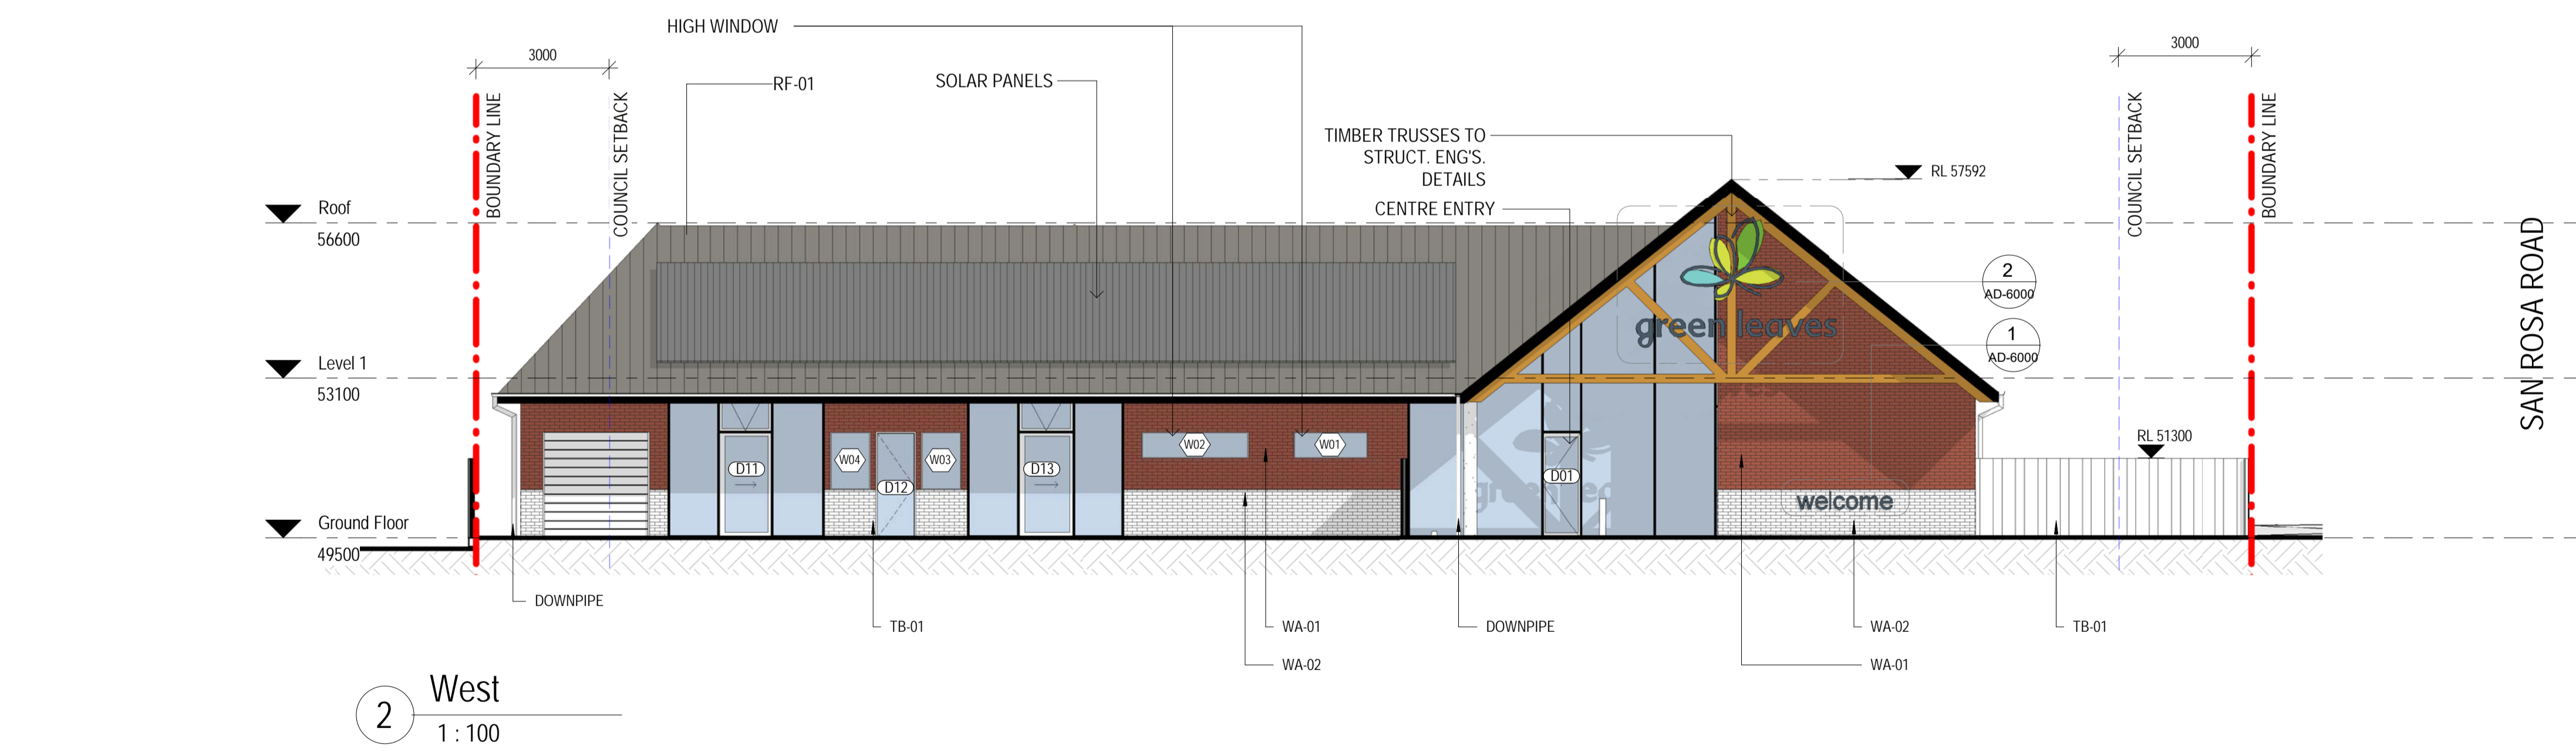 HIGH WINDOW
3000
3000
RF-01
SOLAR PANELS
BOUNDARY LINE
COUNCIL SETBACK
COUNCIL SETBACK
BOUNDARY LINE
TIMBER TRUSSES TO
STRUCT. ENG'S.
DETAILS
RL 57592
Roof
56600
CENTRE ENTRY
SAN ROSA ROAD
2
AD-6000
green leaves
1
AD-6000
Level 1
53100
RL 51300
W02
W01
W04
W03
D11
D13
D12
D01
welcome
Ground Floor
49500
DOWNPIPE
TB-01
WA-01
DOWNPIPE
WA-02
TB-01
WA-02
WA-01
2
West
1 : 100